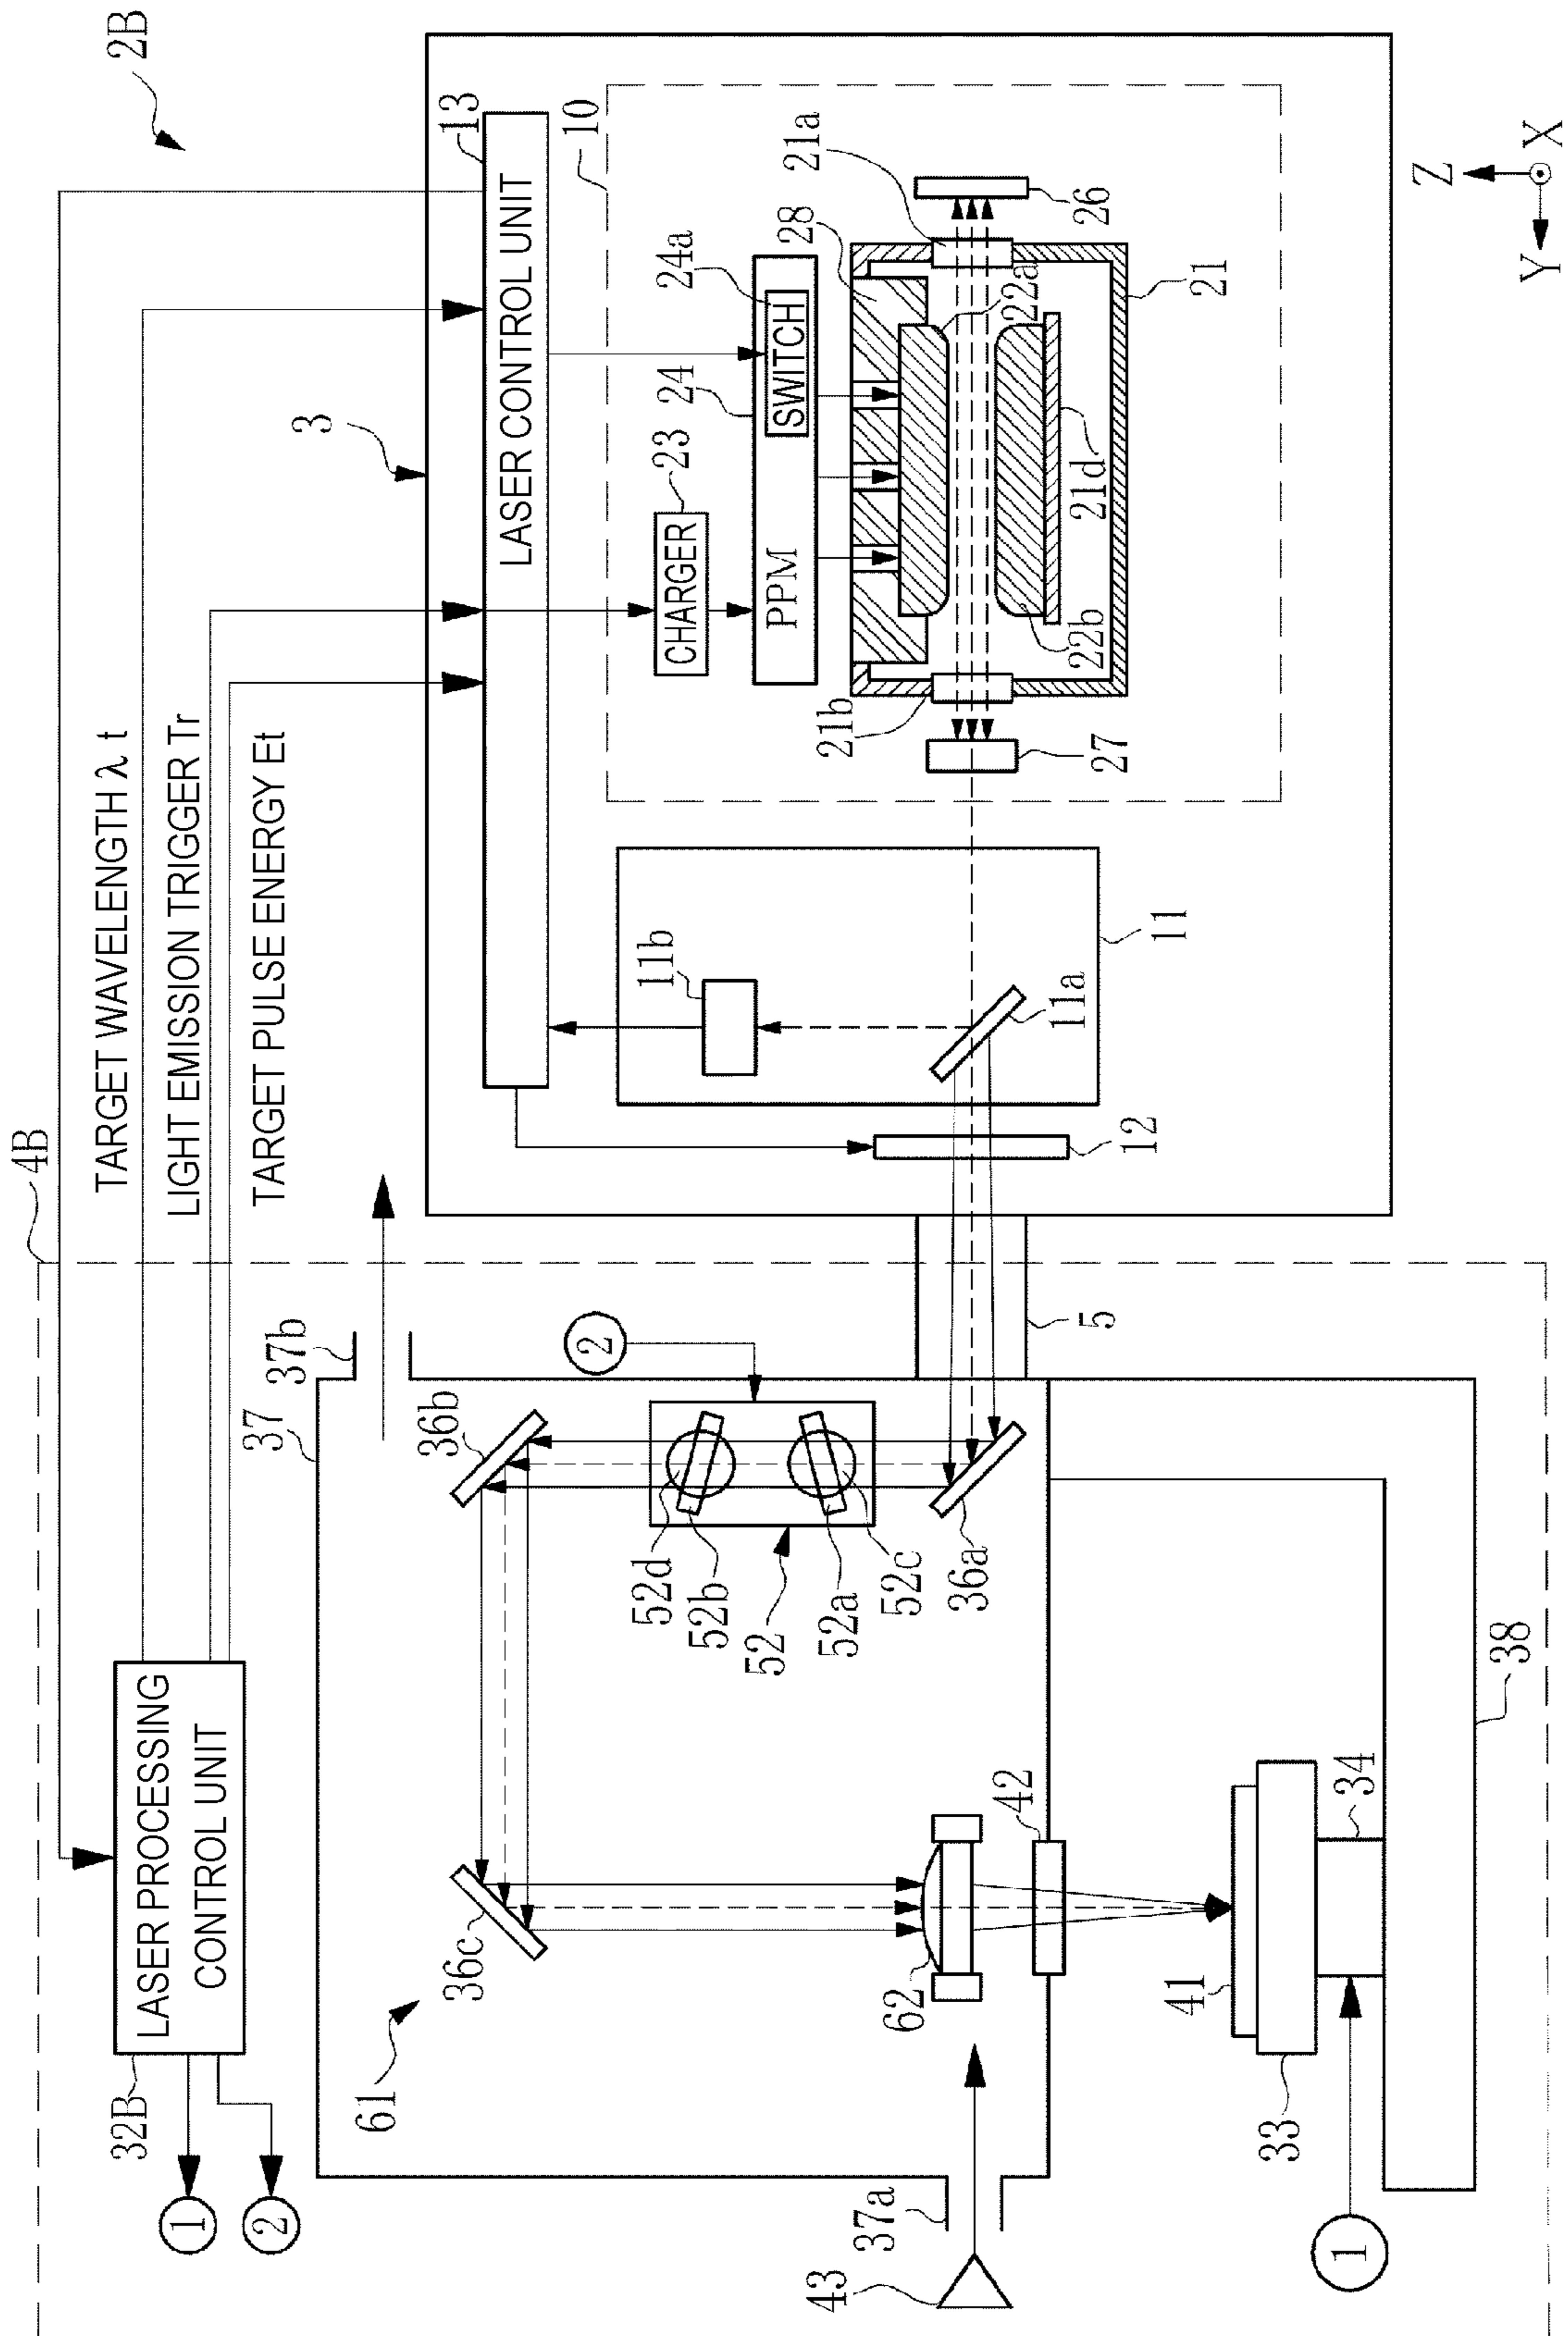 2B
4B
TARGET WAVELENGTH λt
LIGHT EMISSION TRIGGER Tr
TARGET PULSE ENERGY Et
LASER PROCESSING
CONTROL UNIT
32B
1
2
3
13
LASER CONTROL UNIT
10
23
CHARGER
24
24a
SWITCH
PPM
28
21a
26
22a
21
21d
22b
21b
27
11
11b
11a
12
5
37
37b
2
36b
52d
52b
52
52a
52c
36a
36c
61
62
42
37a
43
41
33
34
38
1
Z
Y
X